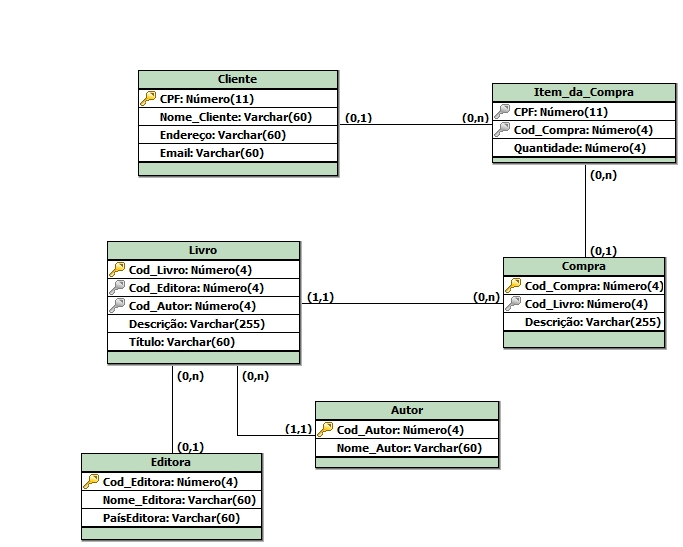 Cliente
CPF: Número(11)
Nome_Cliente: Varchar(60)
Endereço: Varchar(60)
Email: Varchar(60)
(0,1)
(0,n)
Item_da_Compra
CPF: Número(11)
Cod_Compra: Número(4)
Quantidade: Número(4)
(0,n)
(0,1)
Livro
Cod_Livro: Número(4)
Cod_Editora: Número(4)
Cod_Autor: Número(4)
Descrição: Varchar(255)
Título: Varchar(60)
(1,1)
(0,n)
Compra
Cod_Compra: Número(4)
Cod_Livro: Número(4)
Descrição: Varchar(255)
(0,n)
(0,n)
(0,1)
(1,1)
Autor
Cod_Autor: Número(4)
Nome_Autor: Varchar(60)
Editora
Cod_Editora: Número(4)
Nome_Editora: Varchar(60)
PaísEditora: Varchar(60)